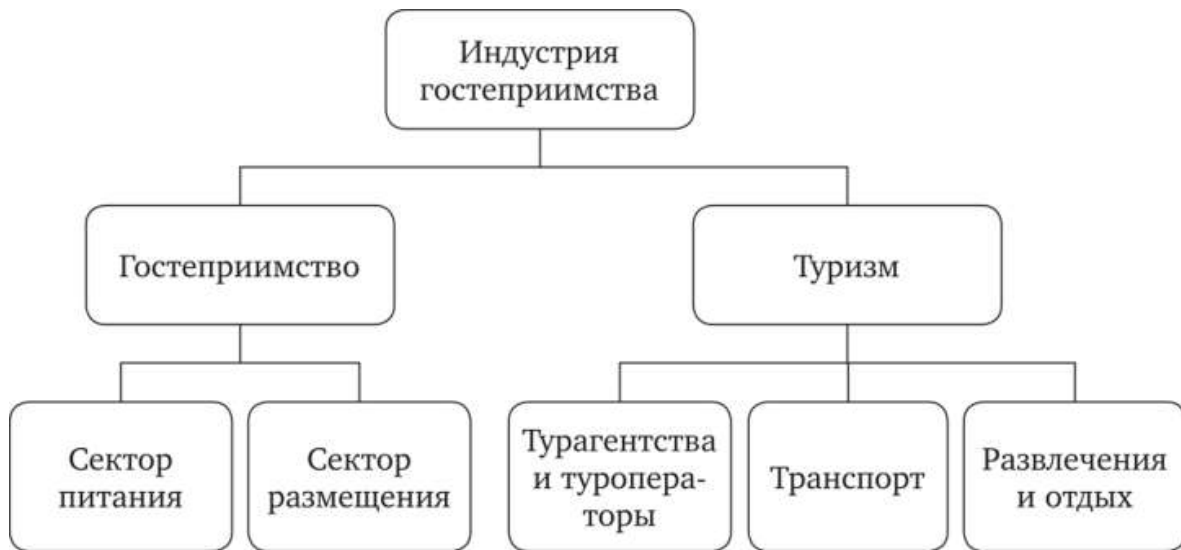 Индустрия
гостеприимства
Гостеприимство
Туризм
Сектор
питания
Сектор
размещения
Турагентства
и туропера-
торы
Транспорт
Развлечения
и отдых